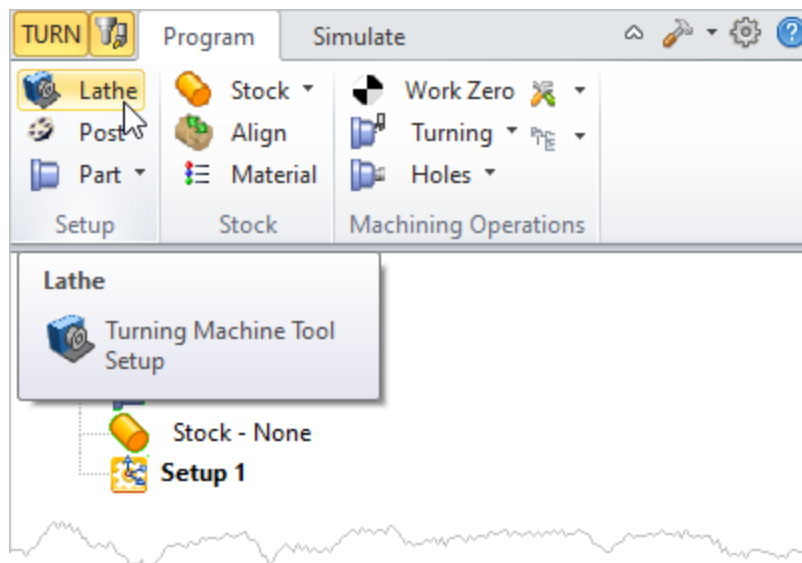 TURN Program Simulate
Lathe Stock Work Zero
Post Align Turning
Part Material Holes
Setup Stock Machining Operations
Lathe
Turning Machine Tool
Setup
Stock - None
Setup 1